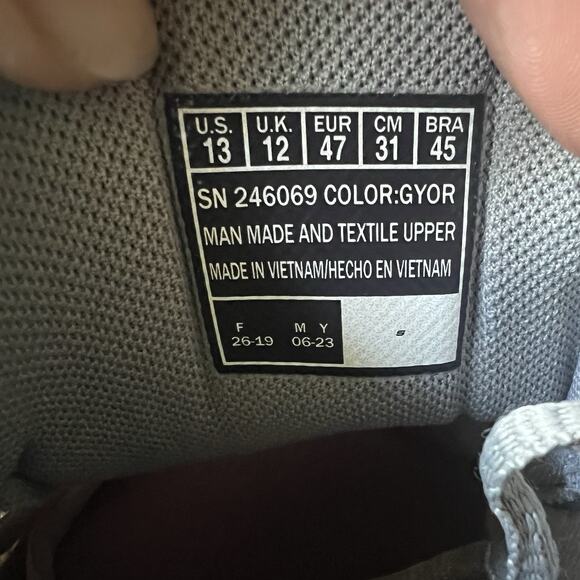 U.S. U.K. EUR CM BRA
13 12 47 31 45
SN 246069 COLOR:GYOR
MAN MADE AND TEXTILE UPPER
MADE IN VIETNAM/HECHO EN VIETNAM
F M Y
26-19 06-23